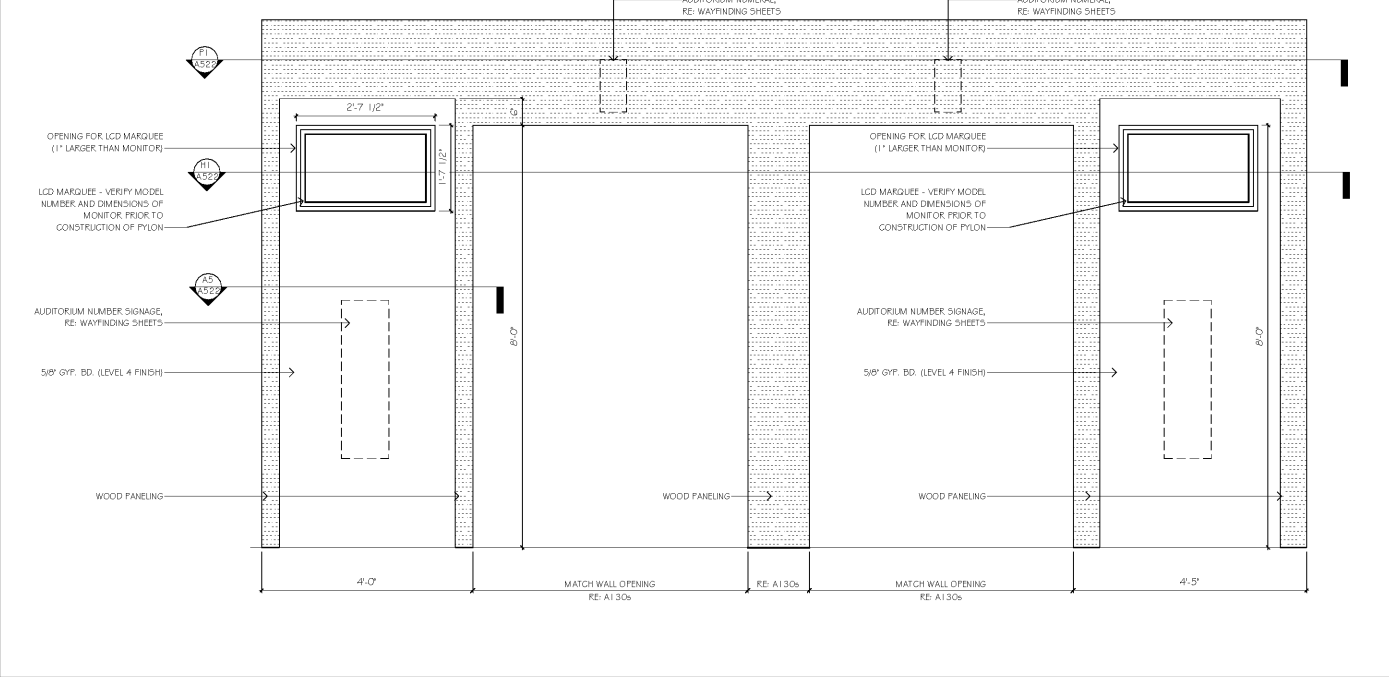 AUDITORIUM NUMERAL,
RE: WAYFINDING SHEETS
AUDITORIUM NUMERAL,
RE: WAYFINDING SHEETS
P1
A522
2'-7 1/2"
6"
OPENING FOR LCD MARQUEE
(1" LARGER THAN MONITOR)
1'-7 1/2"
OPENING FOR LCD MARQUEE
(1" LARGER THAN MONITOR)
H1
A522
LCD MARQUEE - VERIFY MODEL
NUMBER AND DIMENSIONS OF
MONITOR PRIOR TO
CONSTRUCTION OF PYLON
LCD MARQUEE - VERIFY MODEL
NUMBER AND DIMENSIONS OF
MONITOR PRIOR TO
CONSTRUCTION OF PYLON
A5
A522
AUDITORIUM NUMBER SIGNAGE,
RE: WAYFINDING SHEETS
8'-0"
AUDITORIUM NUMBER SIGNAGE,
RE: WAYFINDING SHEETS
8'-0"
5/8" GYP. BD. (LEVEL 4 FINISH)
5/8" GYP. BD. (LEVEL 4 FINISH)
WOOD PANELING
WOOD PANELING
WOOD PANELING
4'-0"
MATCH WALL OPENING
RE: A130s
RE: A130s
MATCH WALL OPENING
RE: A130s
4'-5"